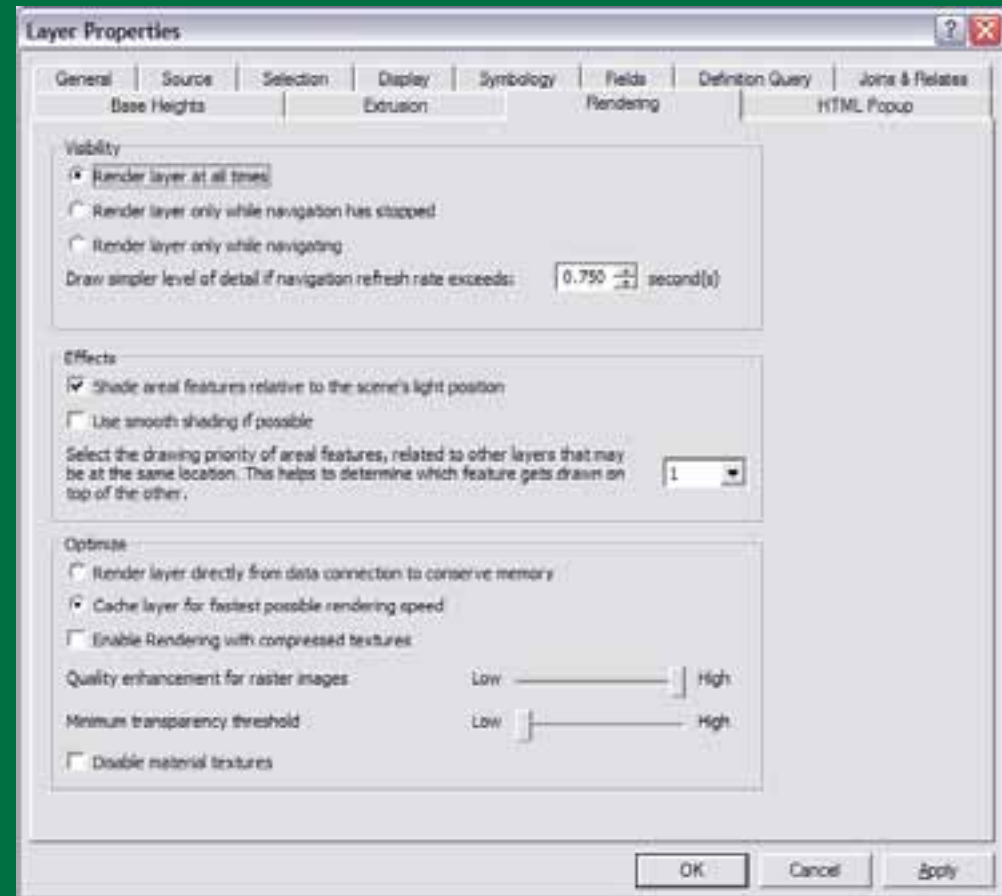 Layer Properties
General Source Selection Display Symbology Fields Definition Query Joins & Relates
Base Heights Extrusion Rendering HTML Popup
Visibility
Render layer at all times
Render layer only while navigation has stopped
Render layer only while navigating
Draw simpler level of detail if navigation refresh rate exceeds: 0.750 second(s)
Effects
Shade areal features relative to the scene's light position
Use smooth shading if possible
Select the drawing priority of areal features, related to other layers that may
be at the same location. This helps to determine which feature gets drawn on
top of the other.
1
Optimize
Render layer directly from data connection to conserve memory
Cache layer for fastest possible rendering speed
Enable Rendering with compressed textures
Quality enhancement for raster images Low High
Minimum transparency threshold Low High
Disable material textures
OK Cancel Apply